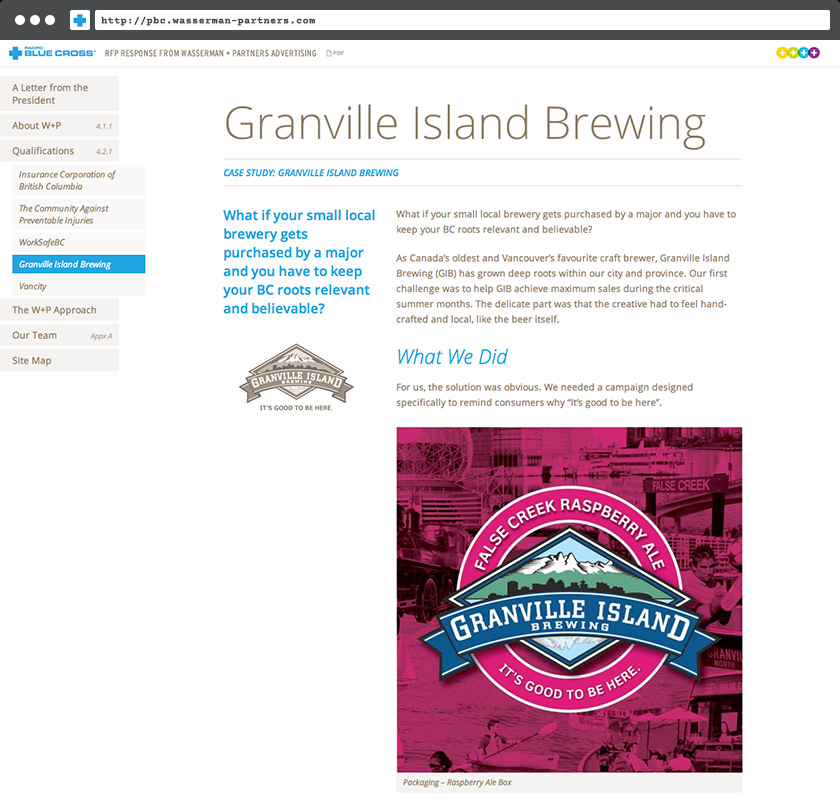 http://pbc.wasserman-partners.com
PACIFIC
BLUE CROSS®
RFP RESPONSE FROM WASSERMAN + PARTNERS ADVERTISING
PDF
A Letter from the
President
About W+P 4.1.1
Qualifications 4.2.1
Insurance Corporation of
British Columbia
The Community Against
Preventable Injuries
WorkSafeBC
Granville Island Brewing
Vancity
The W+P Approach
Our Team Appx A
Site Map
Granville Island Brewing
CASE STUDY: GRANVILLE ISLAND BREWING
What if your small local
brewery gets
purchased by a major
and you have to keep
your BC roots relevant
and believable?
GRANVILLE ISLAND
BREWING
IT'S GOOD TO BE HERE.
What if your small local brewery gets purchased by a major and you have to
keep your BC roots relevant and believable?
As Canada's oldest and Vancouver's favourite craft brewer, Granville Island
Brewing (GIB) has grown deep roots within our city and province. Our first
challenge was to help GIB achieve maximum sales during the critical
summer months. The delicate part was that the creative had to feel hand-
crafted and local, like the beer itself.
What We Did
For us, the solution was obvious. We needed a campaign designed
specifically to remind consumers why “It's good to be here”.
FALSE CREEK
FALSE CREEK RASPBERRY ALE
GRANVILLE ISLAND
BREWING
IT'S GOOD TO BE HERE.
NORTH
Packaging – Raspberry Ale Box